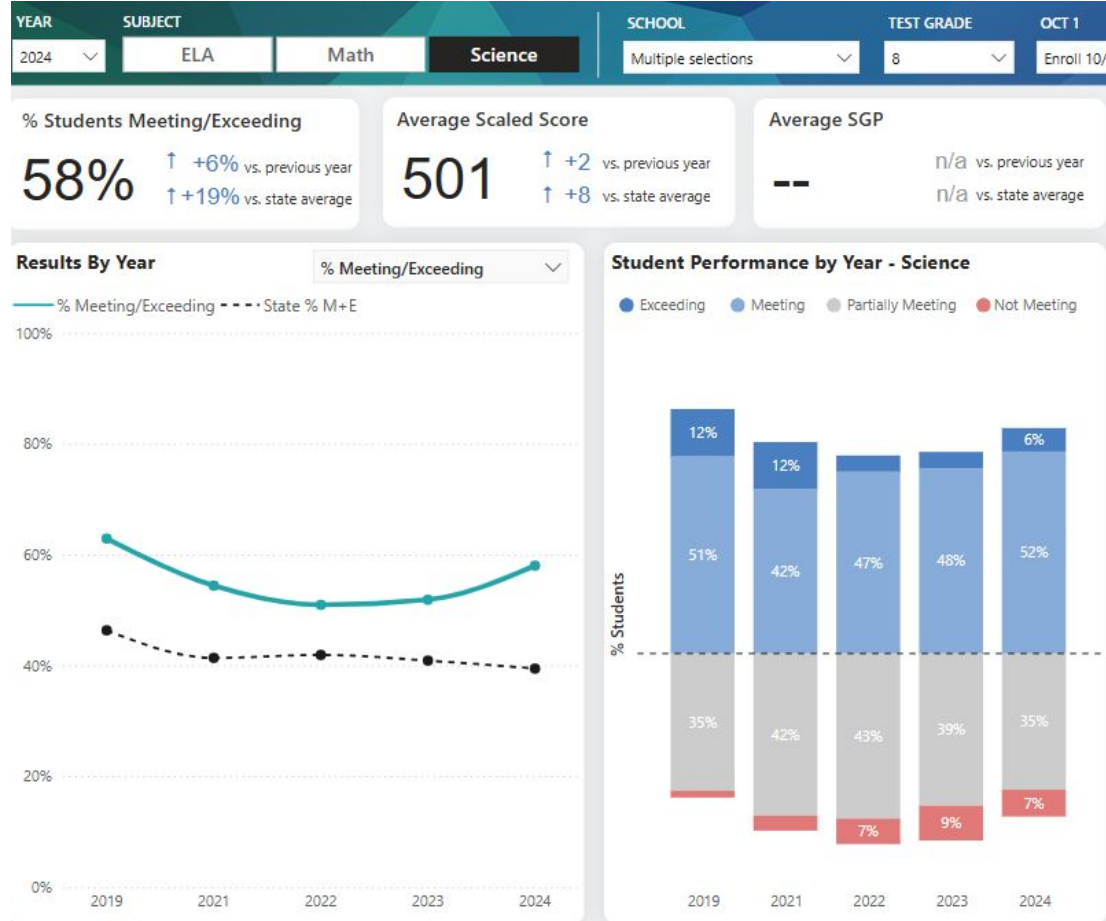 YEAR SUBJECT SCHOOL TEST GRADE OCT 1
2024 ELA Math Science Multiple selections 8 Enroll 10/
% Students Meeting/Exceeding
58%
↑ +6% vs. previous year
↑+19% vs. state average
Average Scaled Score
501
↑ +2 vs. previous year
↑ +8 vs. state average
Average SGP
--
n/a vs. previous year
n/a vs. state average
Results By Year
% Meeting/Exceeding
% Meeting/Exceeding State % M+E
100%
80%
60%
40%
20%
0%
2019 2021 2022 2023 2024
Student Performance by Year - Science
Exceeding Meeting Partially Meeting Not Meeting
% Students
12% 12% 6%
51% 42% 47% 48% 52%
35% 42% 43% 39% 35%
7% 9% 7%
2019 2021 2022 2023 2024